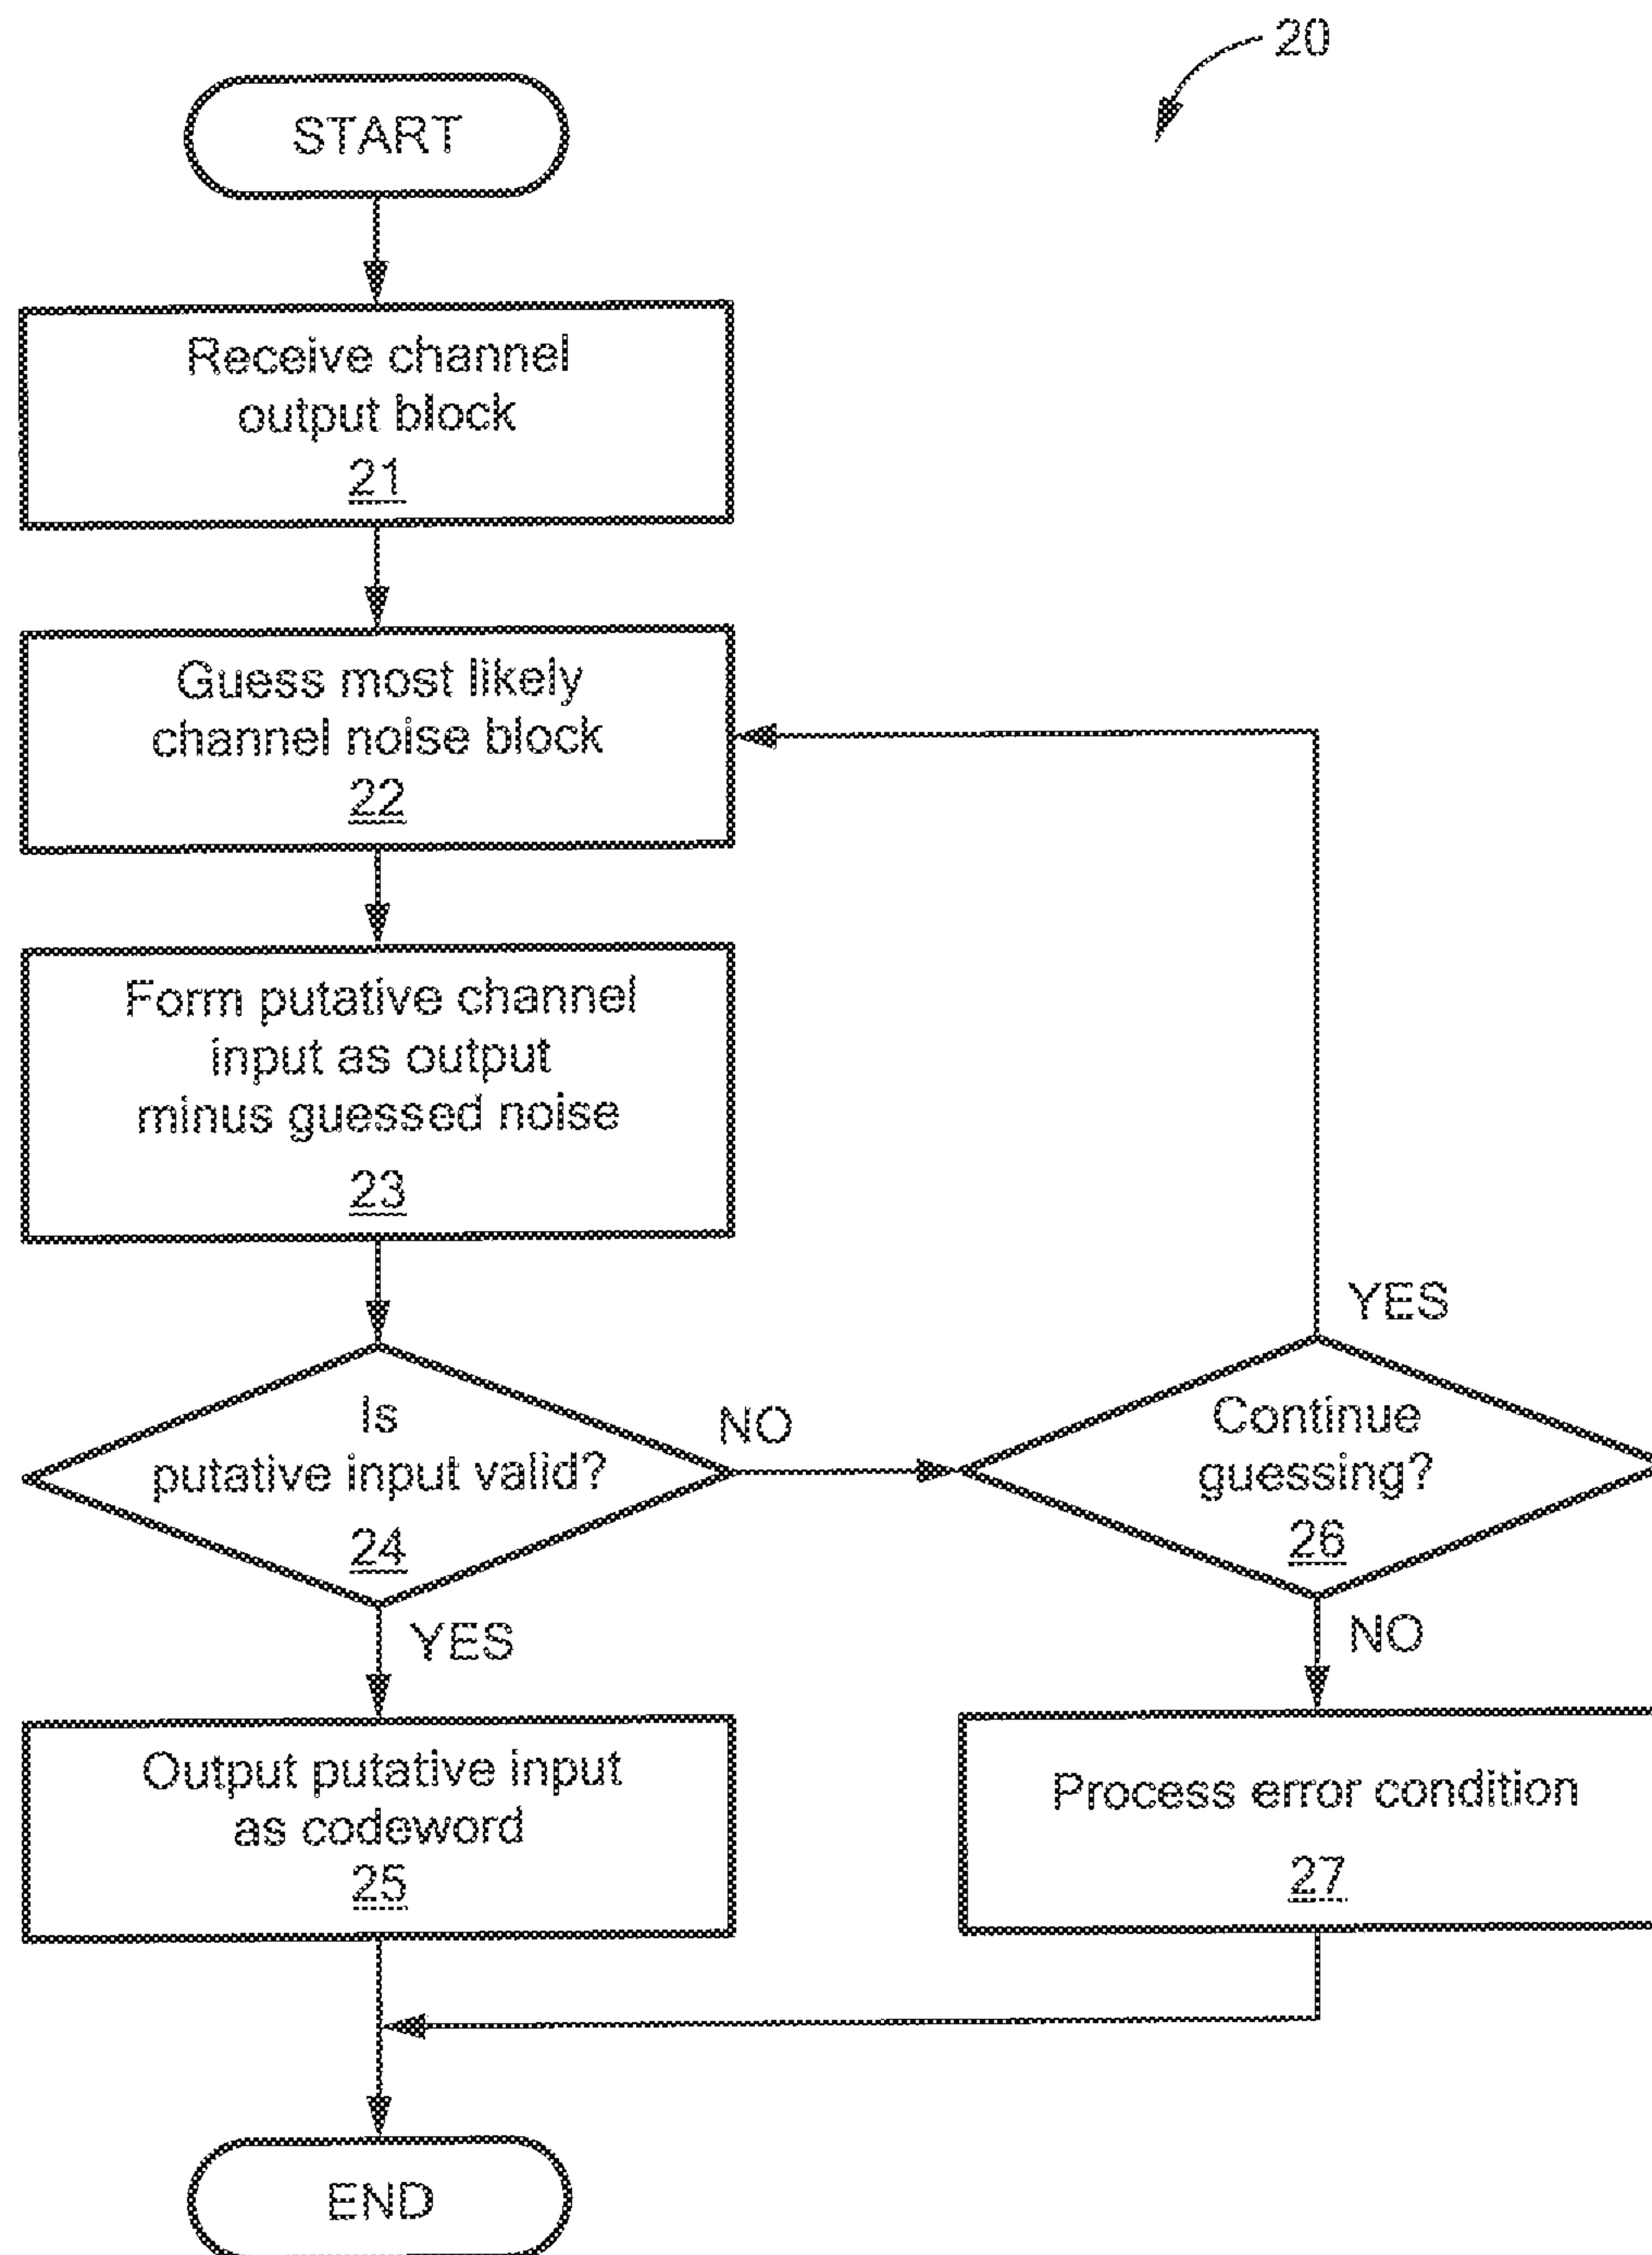 20
START
Receive channel
output block
21
Guess most likely
channel noise block
22
Form putative channel
input as output
minus guessed noise
23
YES
Is
putative input valid?
24
NO
Continue
guessing?
26
YES
NO
Output putative input
as codeword
25
Process error condition
27
END